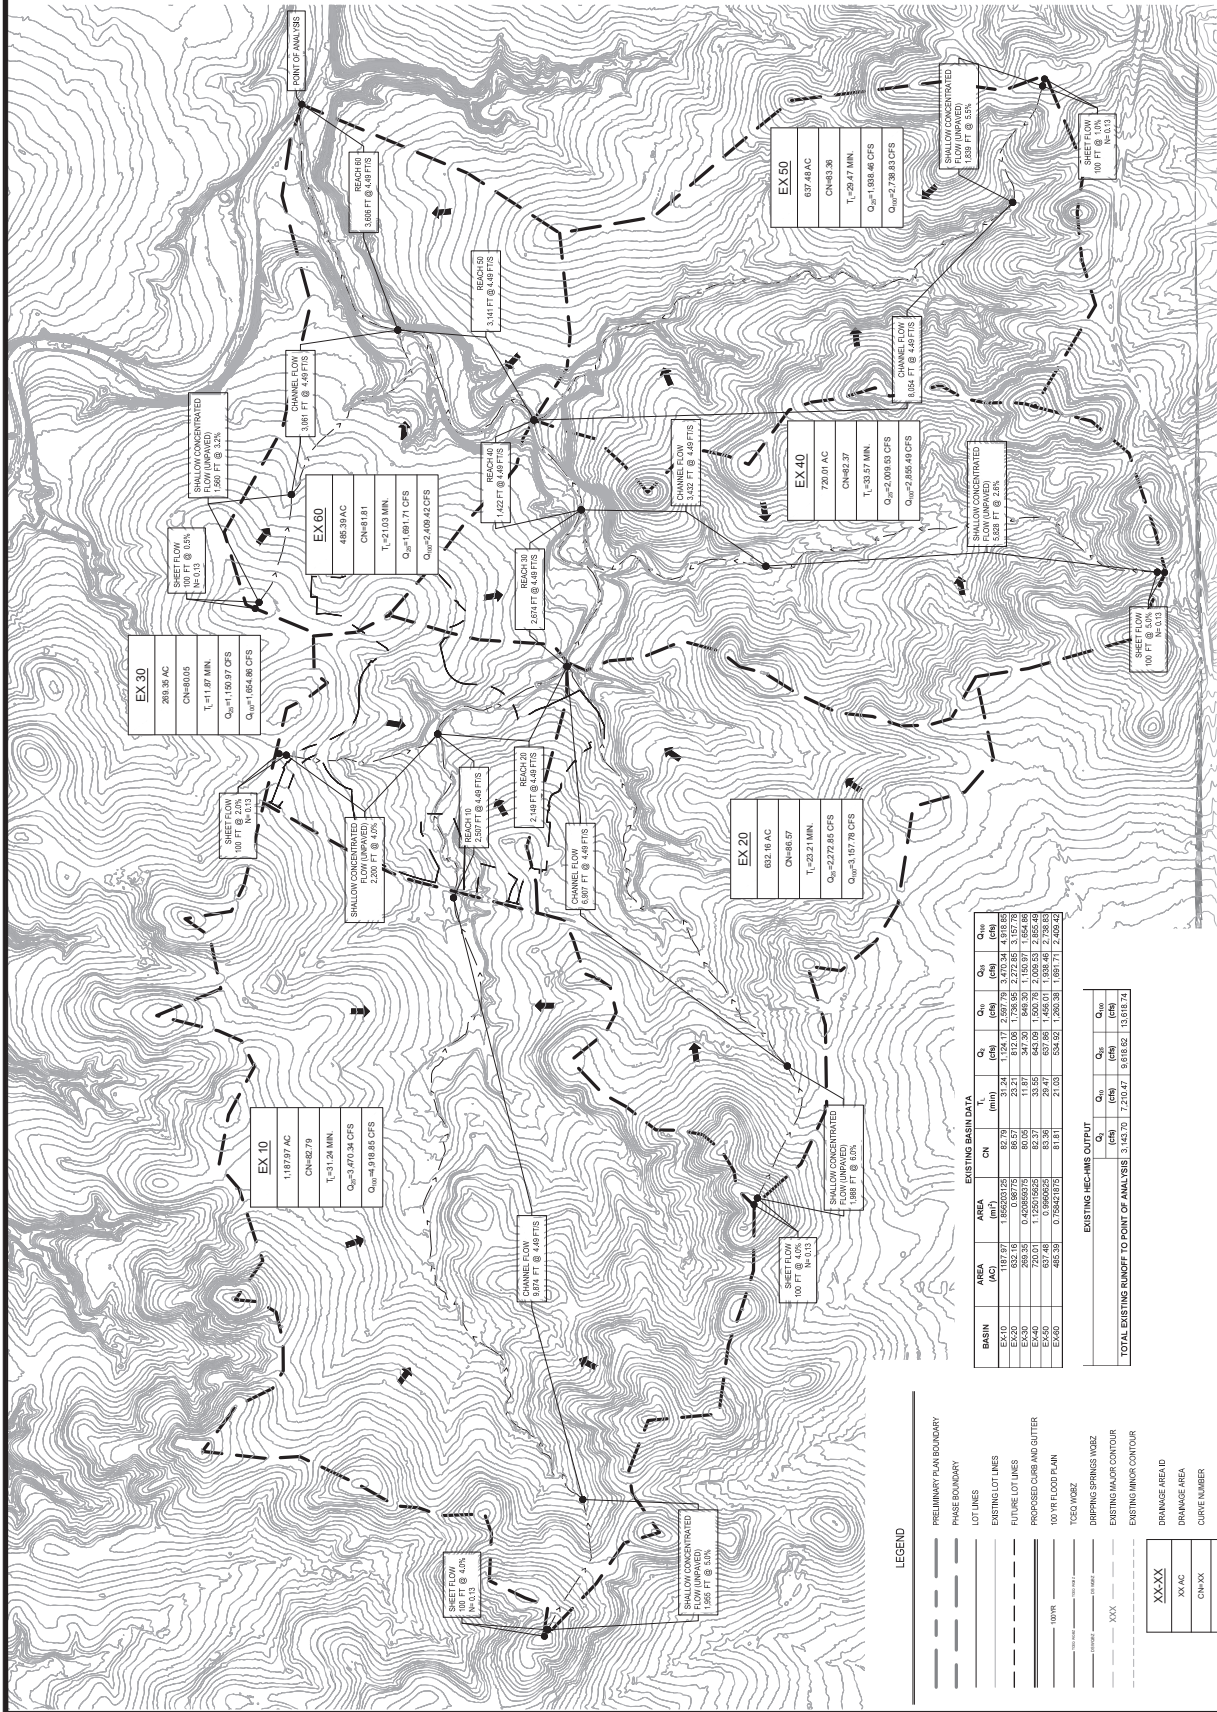 POINT OF ANALYSIS
REACH 60
3,606 FT @ 4.49 FT/S
REACH 50
3,141 FT @ 4.49 FT/S
CHANNEL FLOW
3,061 FT @ 4.49 FT/S
SHALLOW CONCENTRATED
FLOW (UNPAVED)
1,560 FT @ 3.2%
SHEET FLOW
100 FT @ 0.5%
N= 0.13
EX 60
485.39 AC
CN=81.81
TL=21.03 MIN.
Q25=1,691.71 CFS
Q100=2,409.42 CFS
REACH 40
1,422 FT @ 4.49 FT/S
REACH 30
2,674 FT @ 4.49 FT/S
EX 50
637.48 AC
CN=83.36
TL=29.47 MIN.
Q25=1,938.46 CFS
Q100=2,738.83 CFS
SHALLOW CONCENTRATED
FLOW (UNPAVED)
1,839 FT @ 5.5%
SHEET FLOW
100 FT @ 1.0%
N= 0.13
CHANNEL FLOW
8,054 FT @ 4.49 FT/S
CHANNEL FLOW
3,432 FT @ 4.49 FT/S
EX 40
720.01 AC
CN=82.37
TL=33.57 MIN.
Q25=2,009.53 CFS
Q100=2,855.49 CFS
SHALLOW CONCENTRATED
FLOW (UNPAVED)
5,828 FT @ 2.6%
SHEET FLOW
100 FT @ 5.0%
N= 0.13
EX 30
269.35 AC
CN=80.05
TL=11.87 MIN.
Q25=1,150.97 CFS
Q100=1,654.86 CFS
SHEET FLOW
100 FT @ 2.0%
N= 0.13
SHALLOW CONCENTRATED
FLOW (UNPAVED)
2,200 FT @ 4.0%
REACH 10
2,507 FT @ 4.49 FT/S
REACH 20
2,149 FT @ 4.49 FT/S
CHANNEL FLOW
6,907 FT @ 4.49 FT/S
EX 20
632.16 AC
CN=86.57
TL=23.21 MIN.
Q25=2,272.85 CFS
Q100=3,157.78 CFS
SHALLOW CONCENTRATED
FLOW (UNPAVED)
1,988 FT @ 6.0%
SHEET FLOW
100 FT @ 4.0%
N= 0.13
EX 10
1,187.97 AC
CN=82.79
TL=31.24 MIN.
Q25=3,470.34 CFS
Q100=4,918.85 CFS
CHANNEL FLOW
9,874 FT @ 4.49 FT/S
SHEET FLOW
100 FT @ 4.0%
N= 0.13
SHALLOW CONCENTRATED
FLOW (UNPAVED)
1,955 FT @ 5.0%
EXISTING BASIN DATA
BASIN AREA (AC) AREA (mi²) CN TL (min) Q2 (cfs) Q10 (cfs) Q25 (cfs) Q100 (cfs)
EX-10 1187.97 1.856203125 82.79 31.24 1,124.17 2,597.79 3,470.34 4,918.85
EX-20 632.16 0.98775 86.57 23.21 812.06 1,736.95 2,272.85 3,157.78
EX-30 269.35 0.420859375 80.05 11.87 347.30 849.30 1,150.97 1,654.86
EX-40 720.01 1.125015625 82.37 33.55 643.09 1,500.76 2,009.53 2,855.49
EX-50 637.48 0.9960625 83.36 29.47 637.86 1,456.01 1,938.46 2,738.83
EX-60 485.39 0.758421875 81.81 21.03 534.92 1,260.38 1,691.71 2,409.42
EXISTING HEC-HMS OUTPUT
Q2 (cfs) Q10 (cfs) Q25 (cfs) Q100 (cfs)
TOTAL EXISTING RUNOFF TO POINT OF ANALYSIS 3,143.70 7,210.47 9,618.62 13,618.74
LEGEND
PRELIMINARY PLAN BOUNDARY
PHASE BOUNDARY
LOT LINES
EXISTING LOT LINES
FUTURE LOT LINES
PROPOSED CURB AND GUTTER
100YR 100 YR FLOOD PLAIN
TCEQ WQBZ
DRIPPING SPRINGS WQBZ
XXX EXISTING MAJOR CONTOUR
EXISTING MINOR CONTOUR
XX-XX DRAINAGE AREA ID
XX AC DRAINAGE AREA
CN=XX CURVE NUMBER